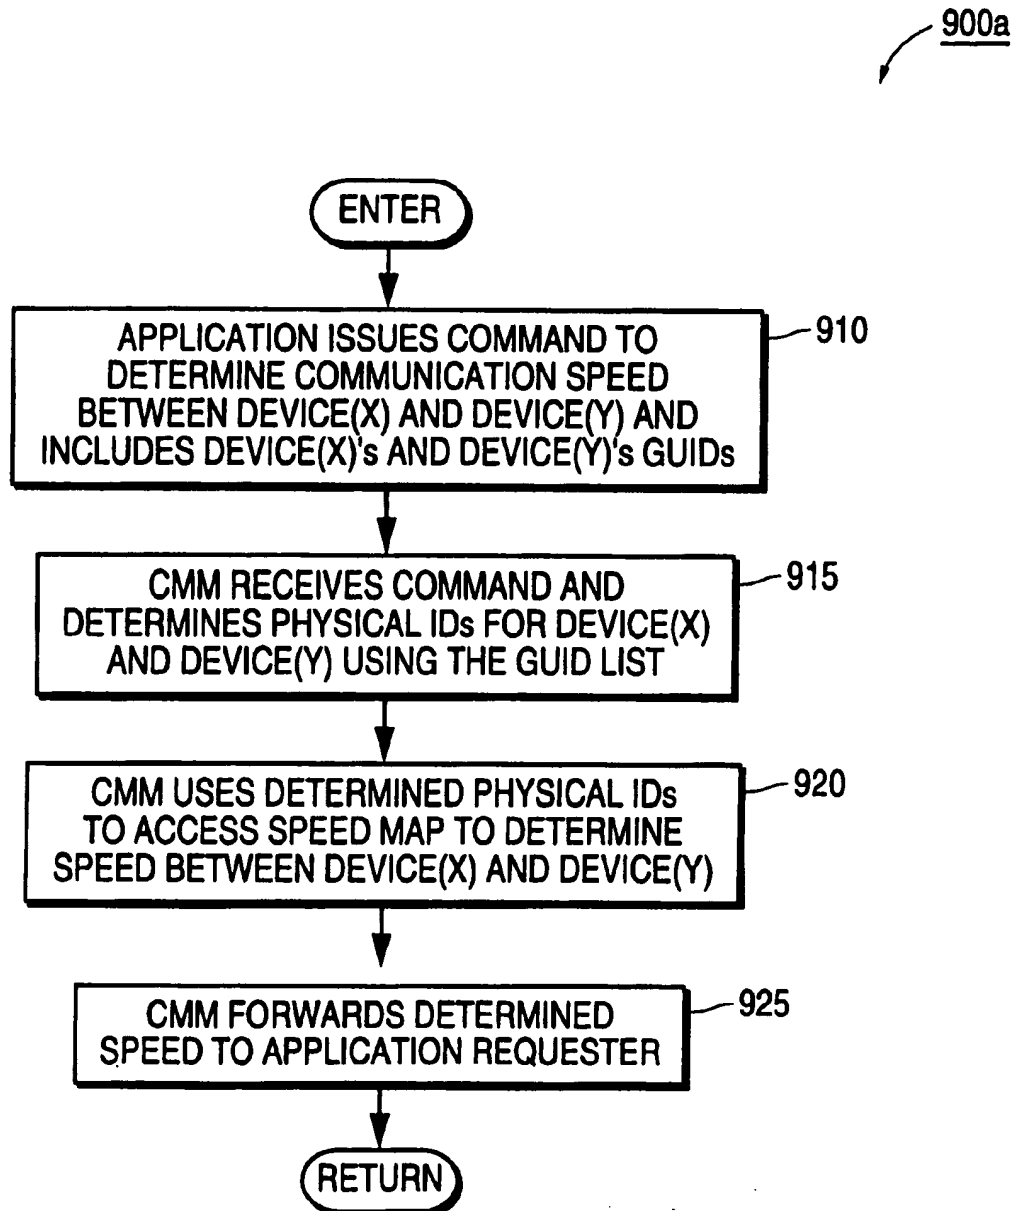 900a
ENTER
APPLICATION ISSUES COMMAND TO
DETERMINE COMMUNICATION SPEED
BETWEEN DEVICE(X) AND DEVICE(Y) AND
INCLUDES DEVICE(X)'s AND DEVICE(Y)'s GUIDs
910
CMM RECEIVES COMMAND AND
DETERMINES PHYSICAL IDs FOR DEVICE(X)
AND DEVICE(Y) USING THE GUID LIST
915
CMM USES DETERMINED PHYSICAL IDs
TO ACCESS SPEED MAP TO DETERMINE
SPEED BETWEEN DEVICE(X) AND DEVICE(Y)
920
CMM FORWARDS DETERMINED
SPEED TO APPLICATION REQUESTER
925
RETURN